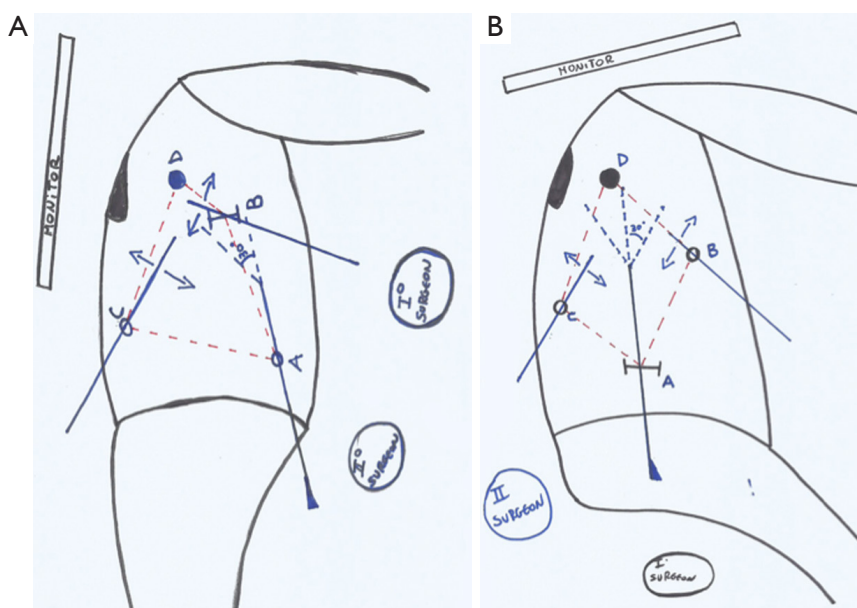 A
MONITOR
D
B
30°
C
A
I°
SURGEON
II°
SURGEON
B
MONITOR
D
30°
B
C
A
II
SURGEON
I°
SURGEON